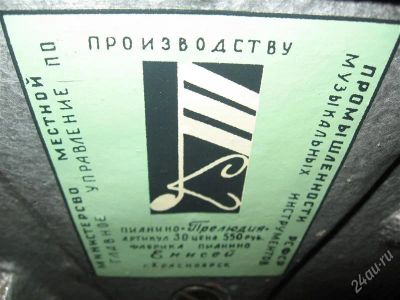 МИНИСТЕРСТВО МЕСТНОЙ
ПРОМЫШЛЕННОСТИ РСФСР
ГЛАВНОЕ УПРАВЛЕНИЕ ПО
ПРОИЗВОДСТВУ
МУЗЫКАЛЬНЫХ ИНСТРУМЕНТОВ
ПИАНИНО "Прелюдия"
АРТИКУЛ 30 ЦЕНА 550 РУБ.
ФАБРИКА ПИАНИНО
Енисей
г. КРАСНОЯРСК
24au.ru